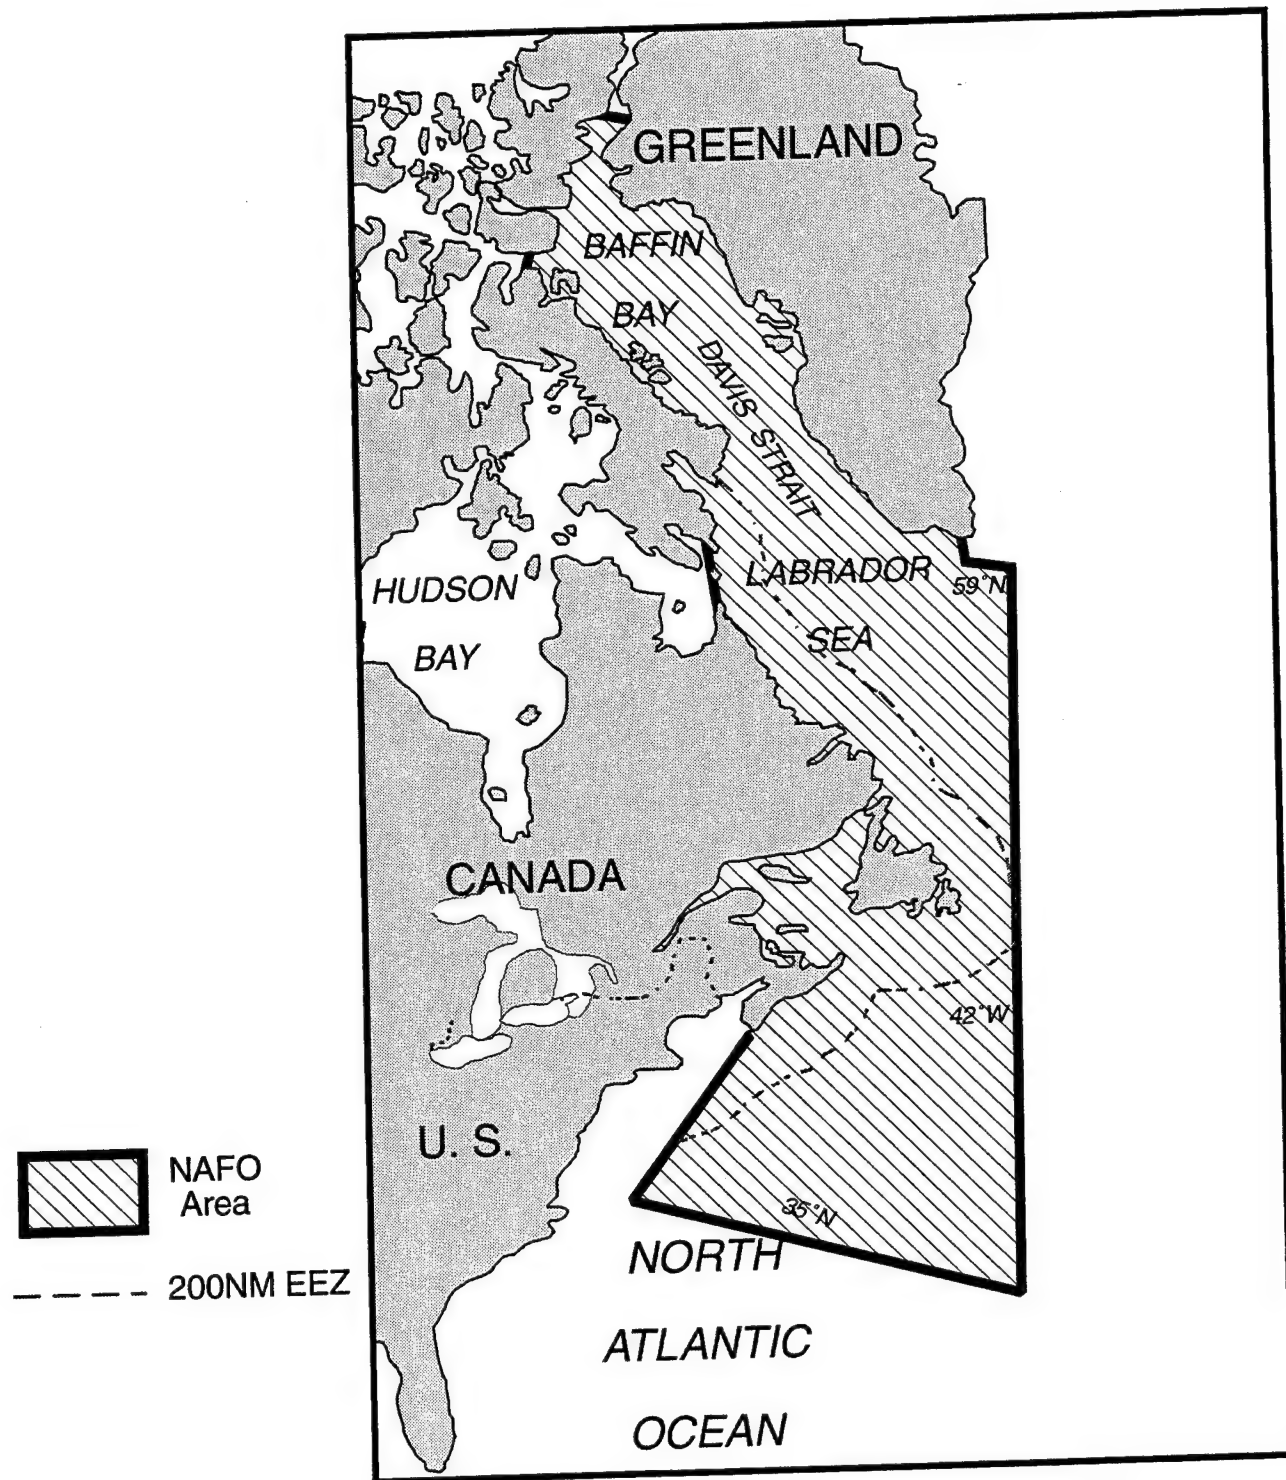 GREENLAND
BAFFIN
BAY
DAVIS STRAIT
HUDSON
BAY
LABRADOR
SEA
59°N
CANADA
42°W
U. S.
NAFO
Area
35°N
200NM EEZ
NORTH
ATLANTIC
OCEAN